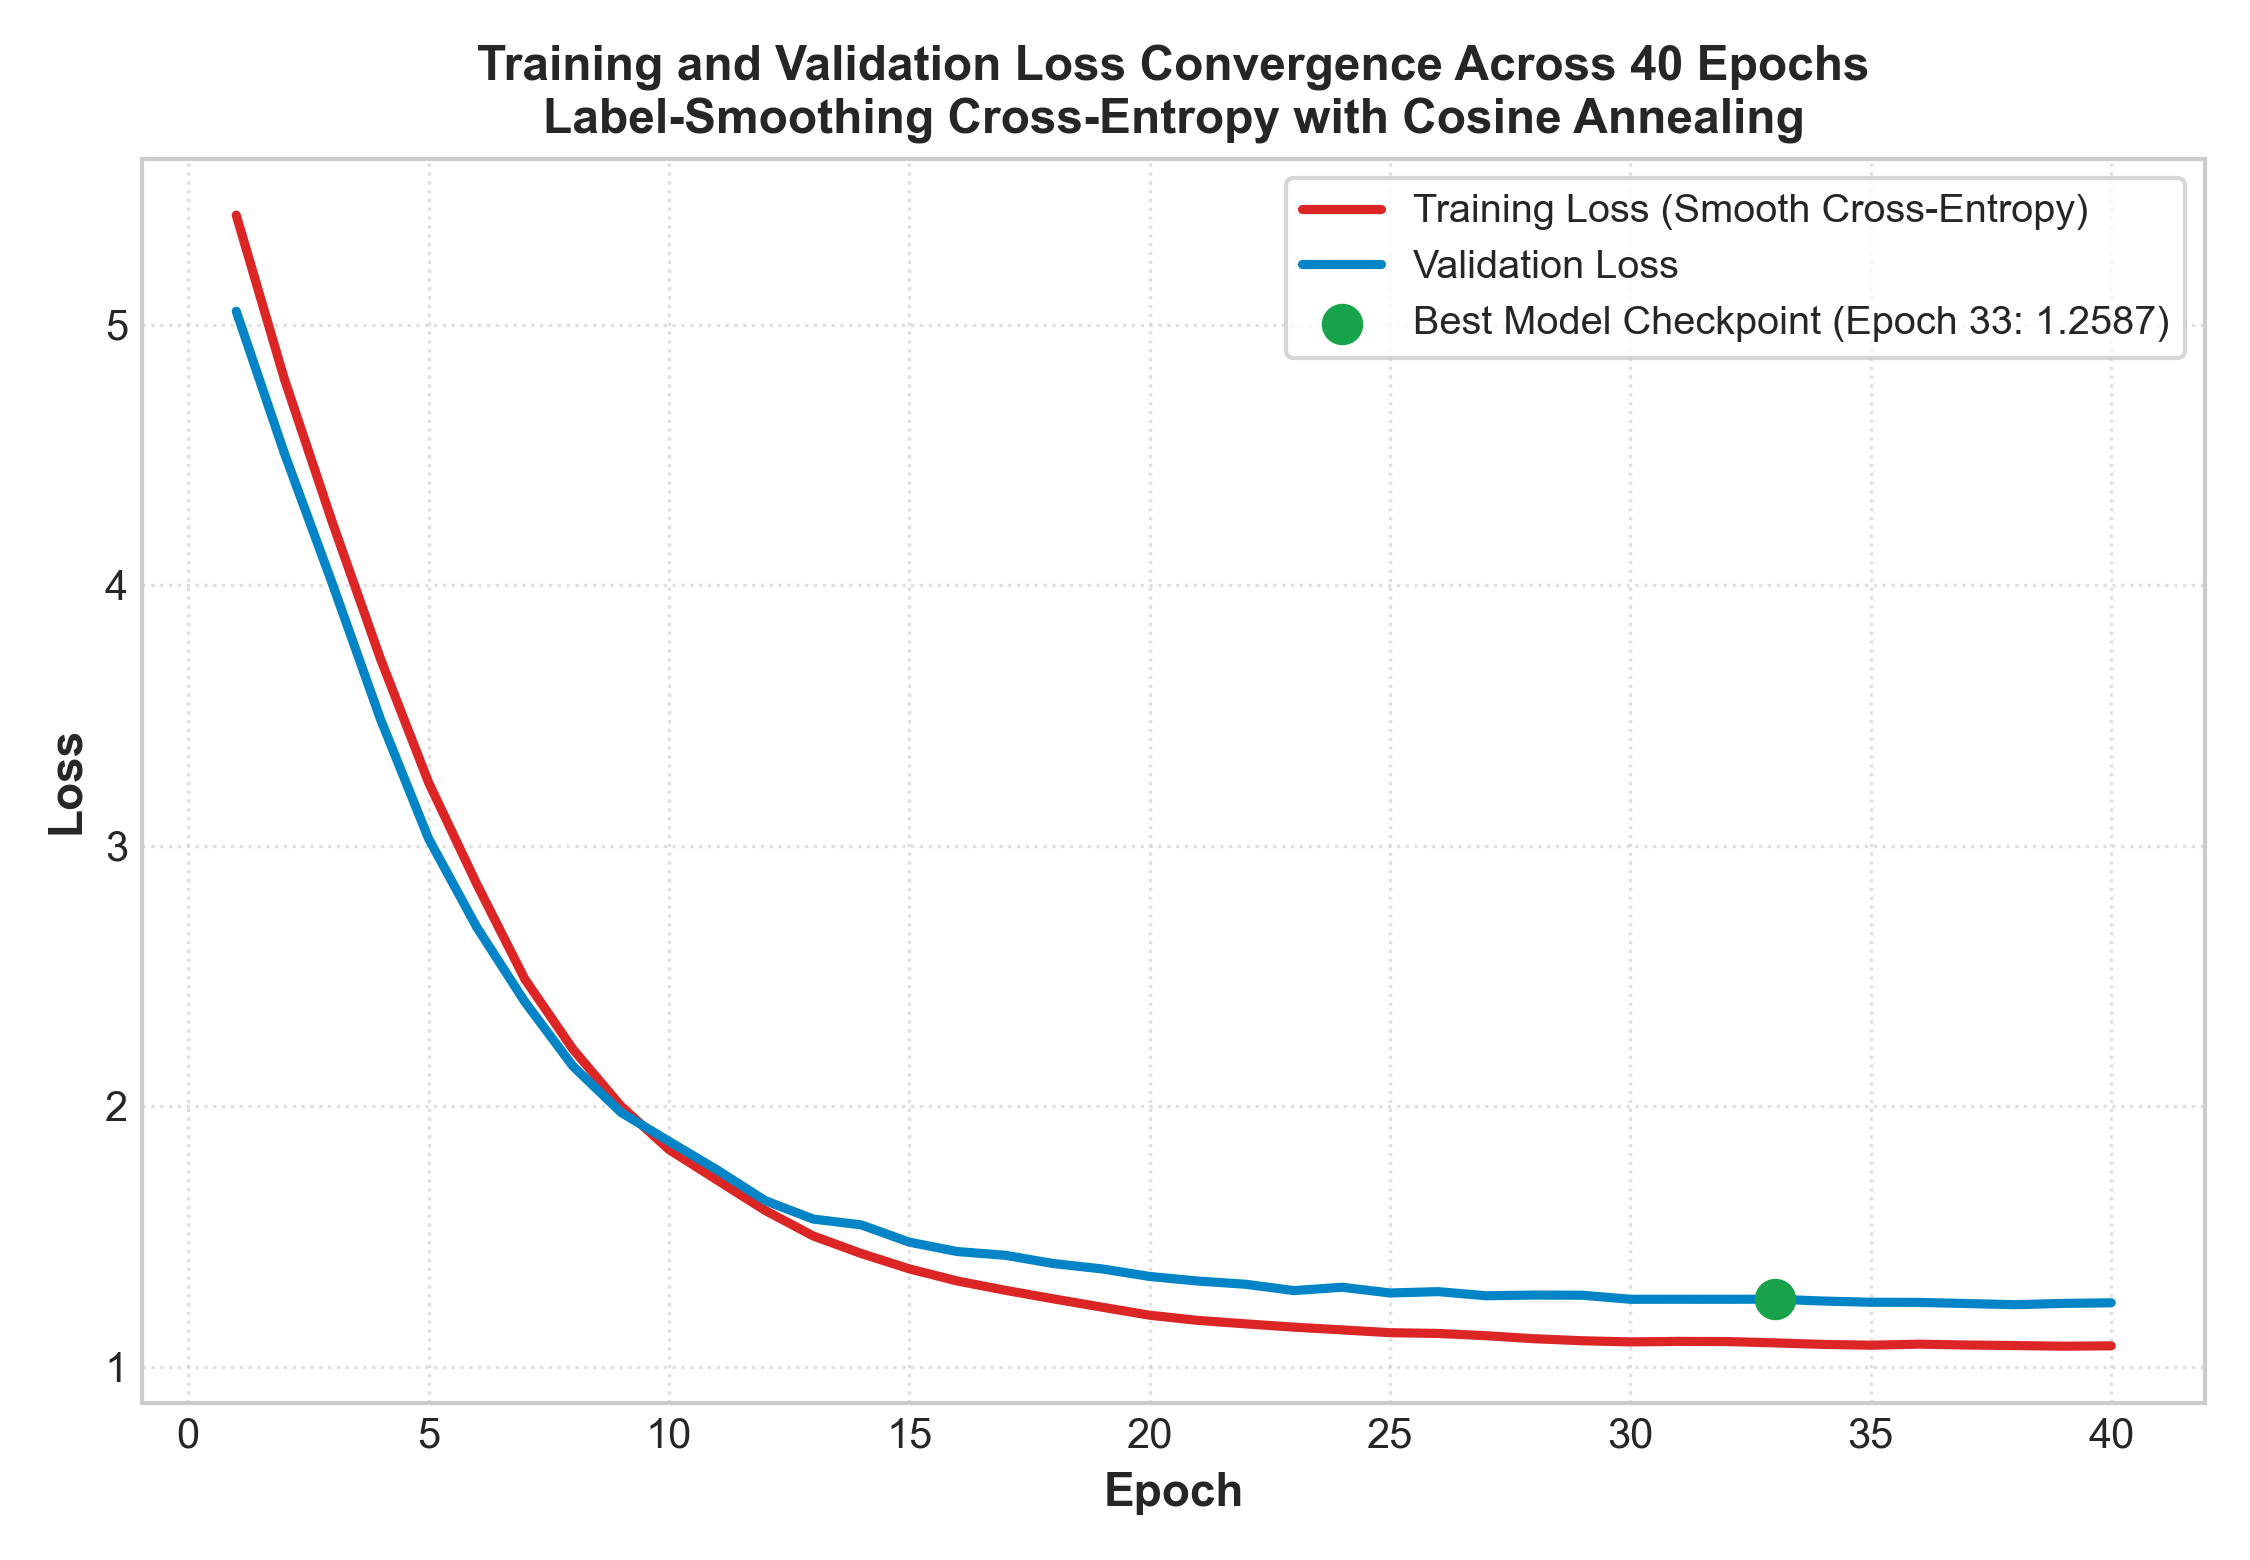 Training and Validation Loss Convergence Across 40 Epochs
Label-Smoothing Cross-Entropy with Cosine Annealing
Training Loss (Smooth Cross-Entropy)
Validation Loss
Best Model Checkpoint (Epoch 33: 1.2587)
Loss
5
4
3
2
1
0 5 10 15 20 25 30 35 40
Epoch